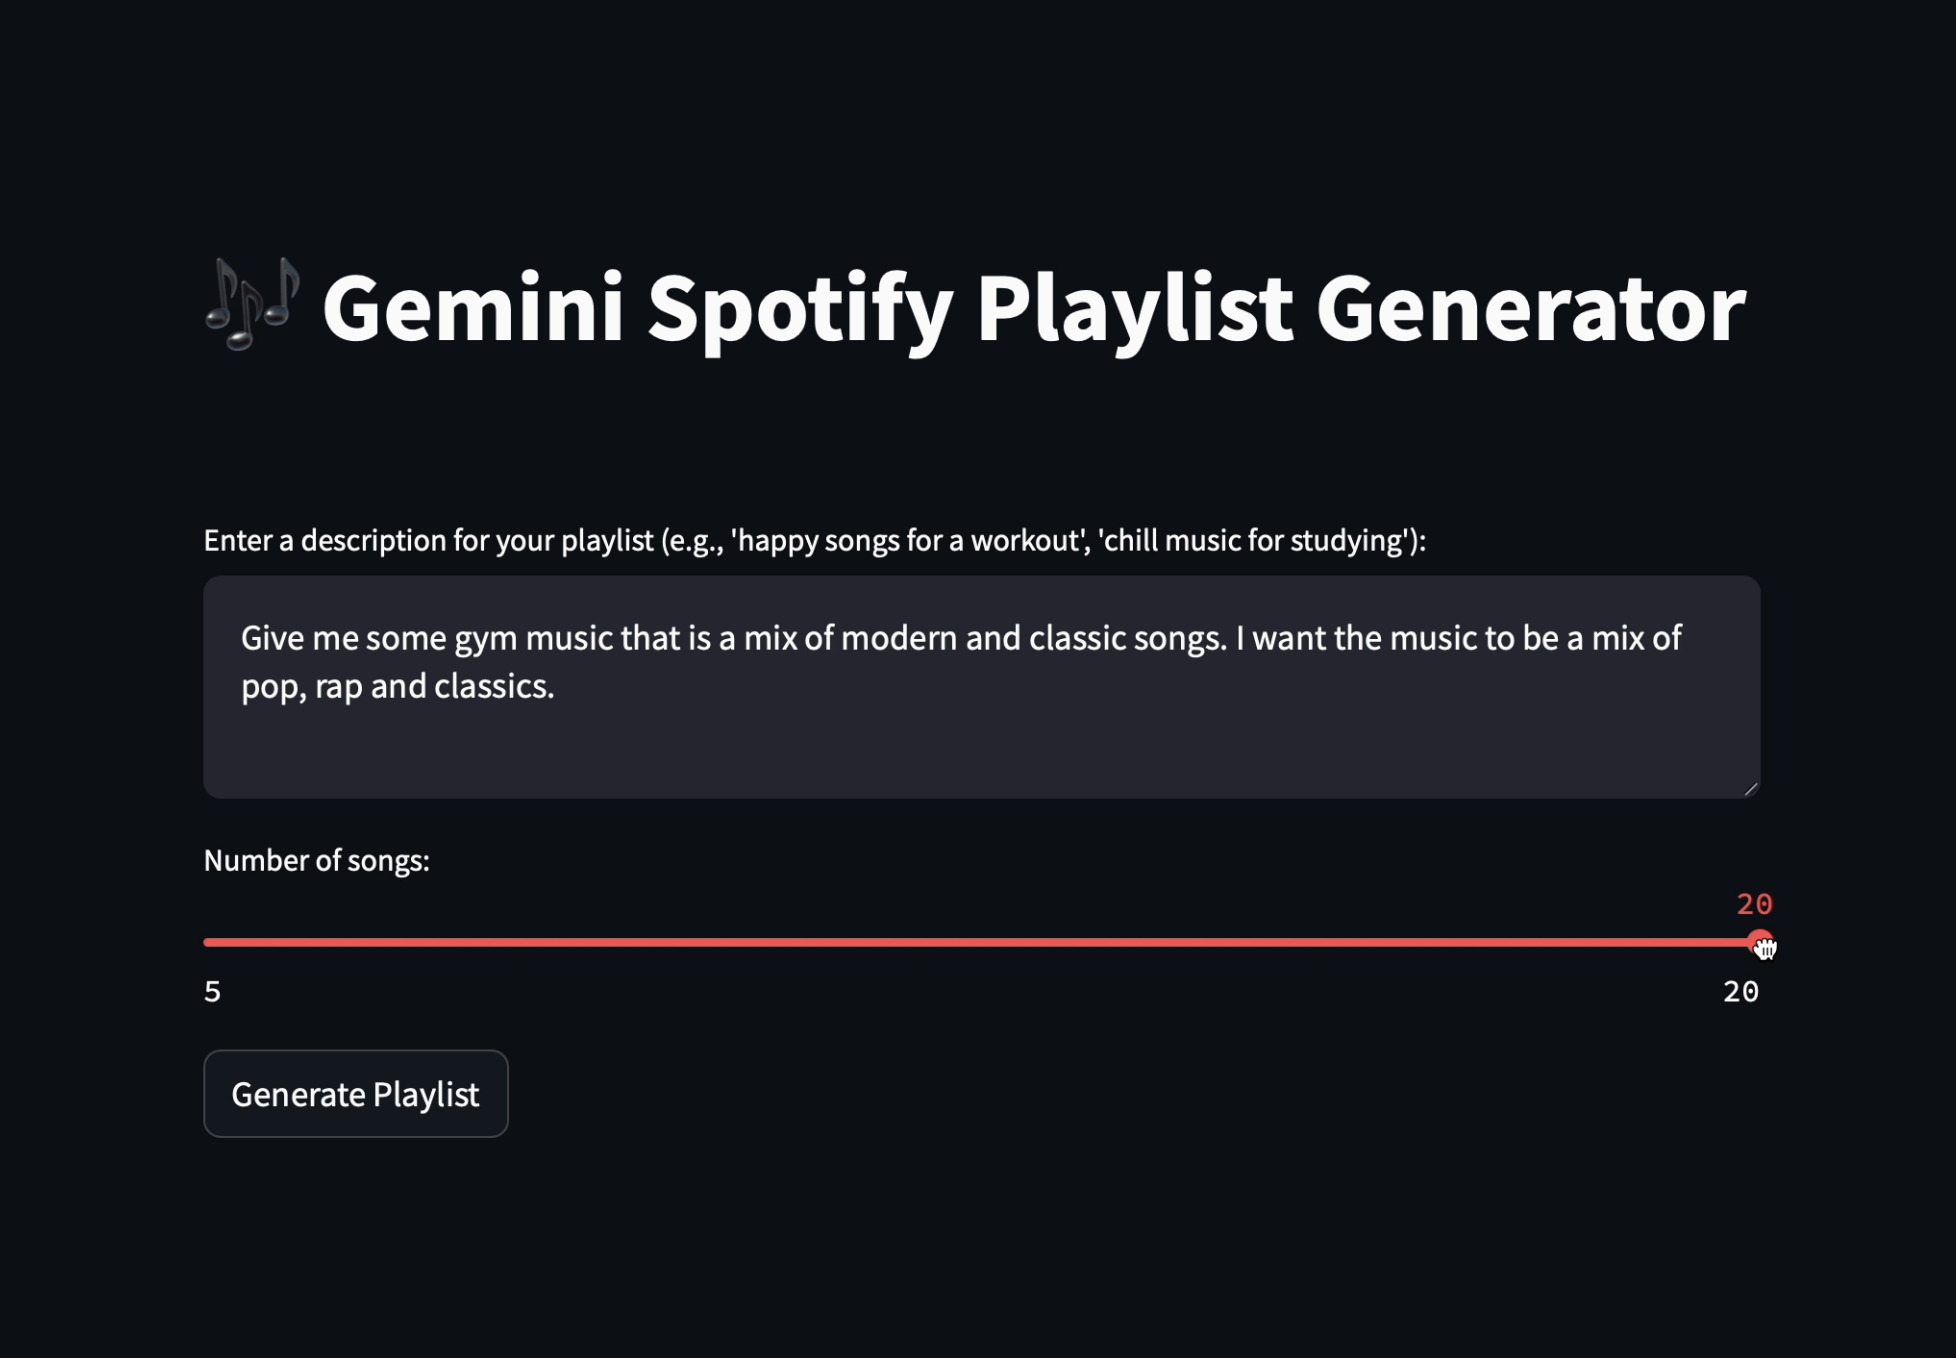 🎶 Gemini Spotify Playlist Generator
Enter a description for your playlist (e.g., 'happy songs for a workout', 'chill music for studying'):
Give me some gym music that is a mix of modern and classic songs. I want the music to be a mix of
pop, rap and classics.
Number of songs:
20
5 20
Generate Playlist